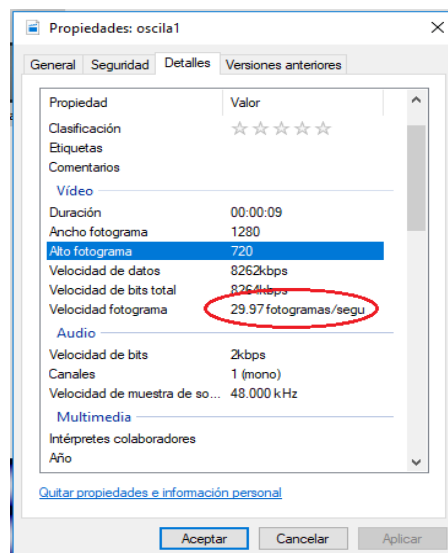 Propiedades: oscila1
General Seguridad Detalles Versiones anteriores
Propiedad Valor
Clasificación
Etiquetas
Comentarios
Vídeo
Duración 00:00:09
Ancho fotograma 1280
Alto fotograma 720
Velocidad de datos 8262kbps
Velocidad de bits total 8264kbps
Velocidad fotograma 29.97 fotogramas/segu
Audio
Velocidad de bits 2kbps
Canales 1 (mono)
Velocidad de muestra de so... 48.000 kHz
Multimedia
Intérpretes colaboradores
Año
Quitar propiedades e información personal
Aceptar Cancelar Aplicar